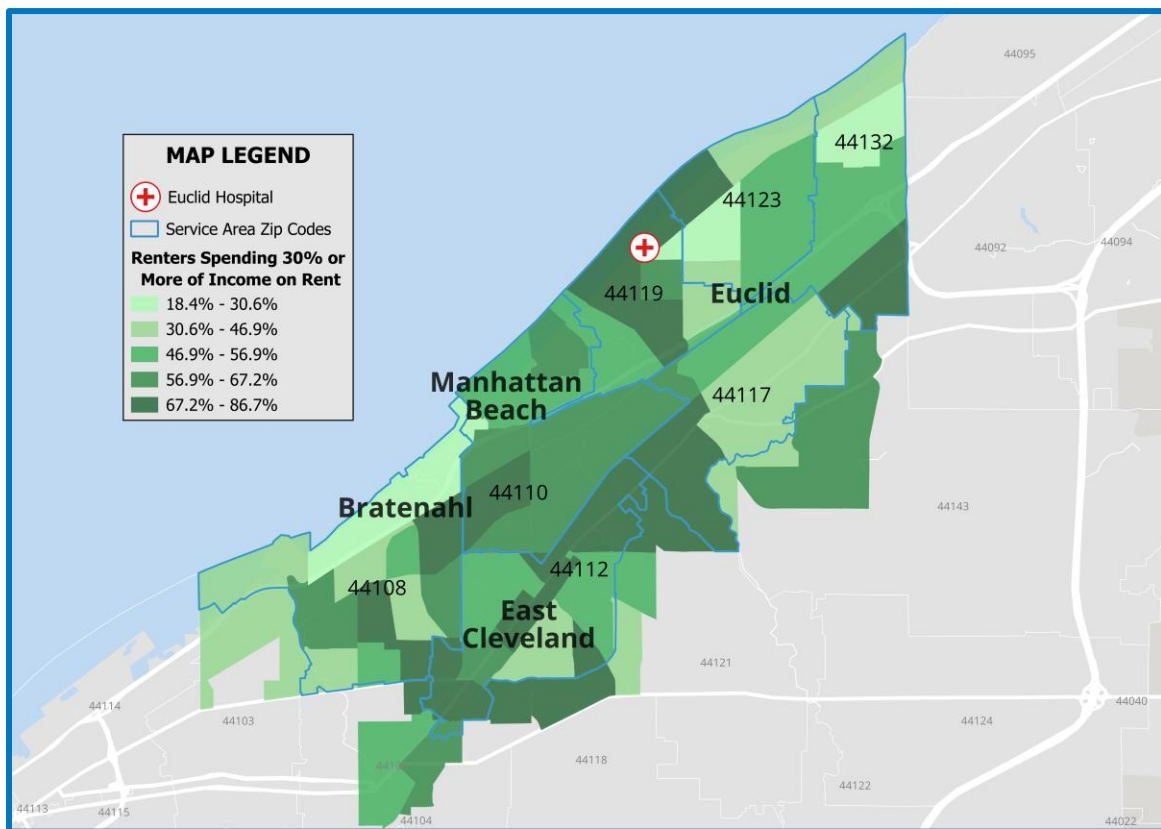 MAP LEGEND
Euclid Hospital
Service Area Zip Codes
Renters Spending 30% or
More of Income on Rent
18.4% - 30.6%
30.6% - 46.9%
46.9% - 56.9%
56.9% - 67.2%
67.2% - 86.7%
44095
44132
44123
44092
44094
44119
Euclid
Manhattan
Beach
44117
44110
Bratenahl
44143
44112
44108
East
Cleveland
44121
44114
44103
44040
44124
44118
44122
44113
44115
44104
44022